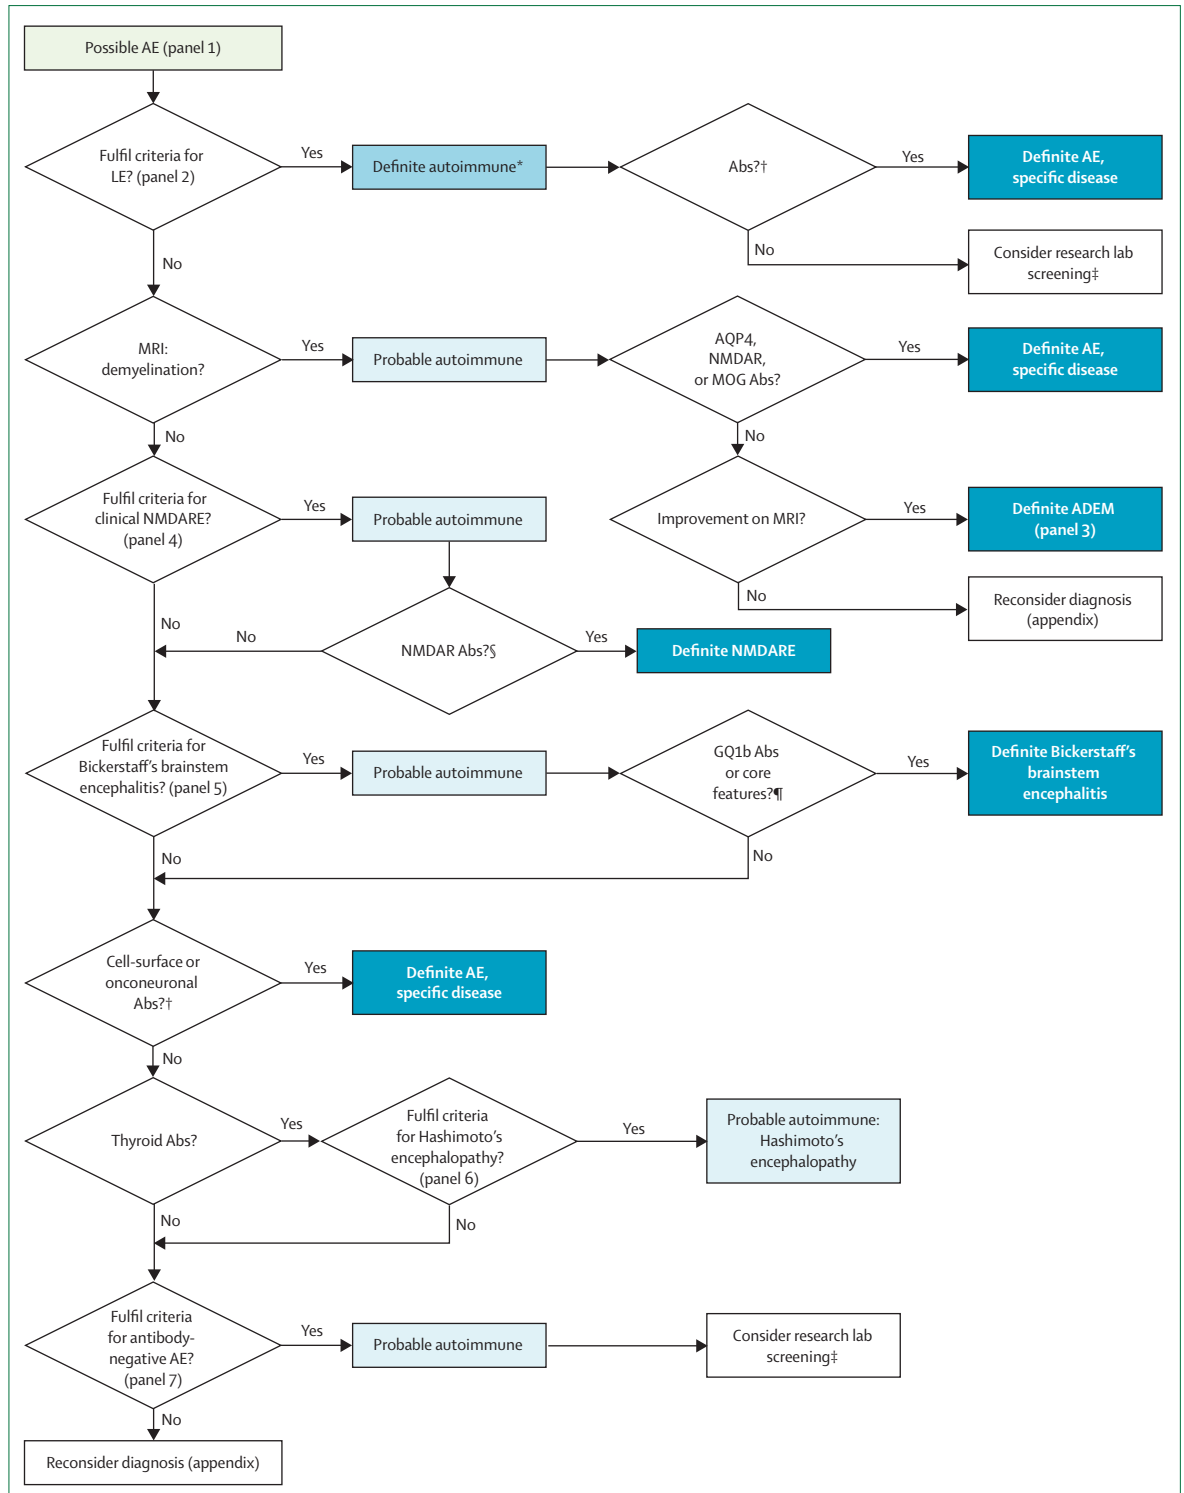 Possible AE (panel 1)
Fulfil criteria for
LE? (panel 2)
Yes
Definite autoimmune*
Abs?†
Yes
Definite AE,
specific disease
No
Consider research lab
screening‡
No
MRI:
demyelination?
Yes
Probable autoimmune
AQP4,
NMDAR,
or MOG Abs?
Yes
Definite AE,
specific disease
No
No
Fulfil criteria for
clinical NMDARE?
(panel 4)
Yes
Probable autoimmune
Improvement on MRI?
Yes
Definite ADEM
(panel 3)
No
Reconsider diagnosis
(appendix)
No
No
NMDAR Abs?§
Yes
Definite NMDARE
Fulfil criteria for
Bickerstaff's brainstem
encephalitis? (panel 5)
Yes
Probable autoimmune
GQ1b Abs
or core
features?¶
Yes
Definite Bickerstaff's
brainstem
encephalitis
No
No
Cell-surface or
onconeuronal
Abs?†
Yes
Definite AE,
specific disease
No
Thyroid Abs?
Yes
Fulfil criteria
for Hashimoto's
encephalopathy?
(panel 6)
Yes
Probable autoimmune:
Hashimoto's
encephalopathy
No
No
Fulfil criteria
for antibody-
negative AE?
(panel 7)
Yes
Probable autoimmune
Consider research lab
screening‡
No
Reconsider diagnosis (appendix)